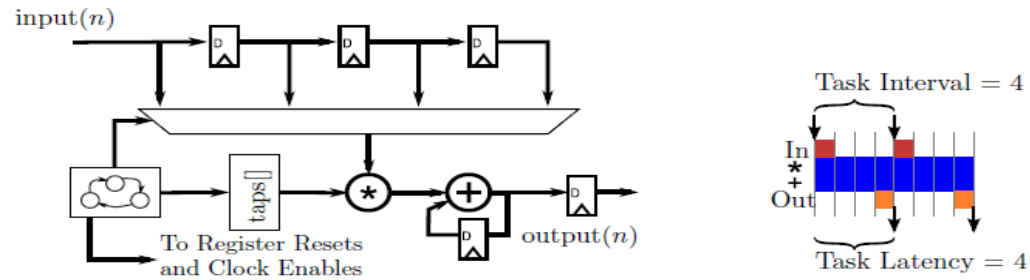 input(n)
D
D
D
taps[]
*
+
D
D
output(n)
To Register Resets
and Clock Enables
Task Interval = 4
In
*
+
Out
Task Latency = 4